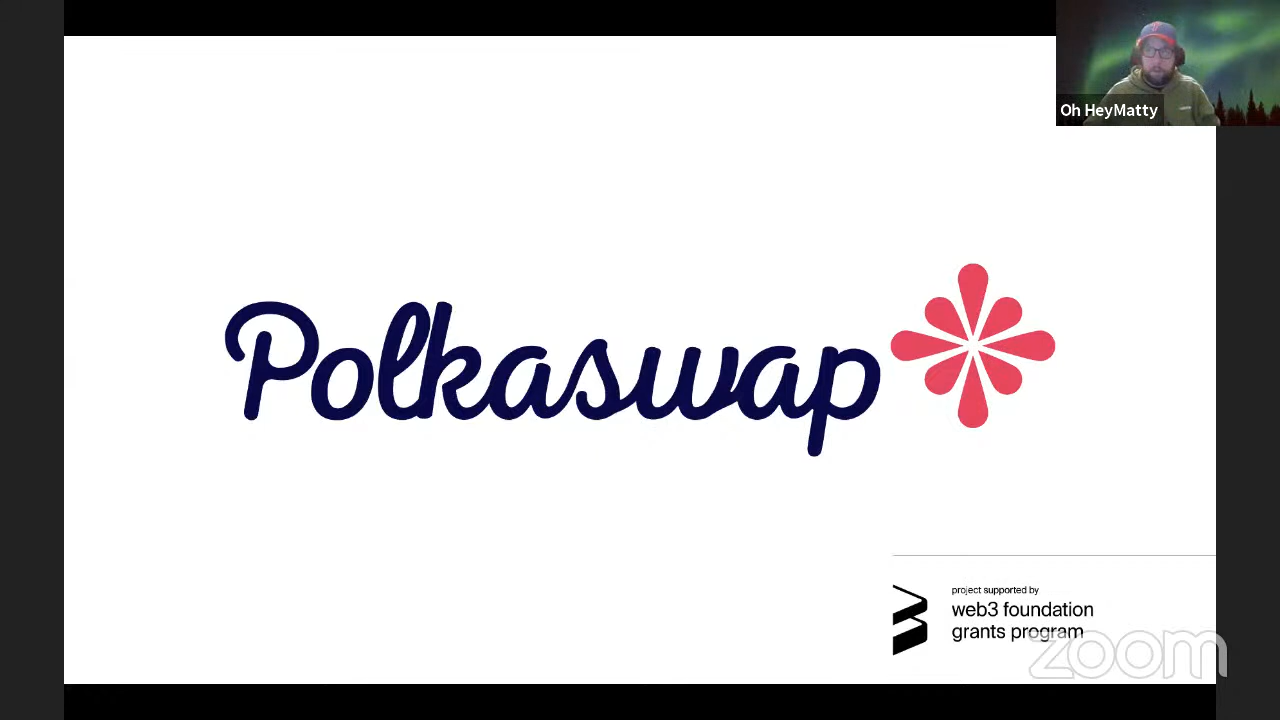 Oh HeyMatty
Polkaswap
project supported by
web3 foundation
grants program
zoom